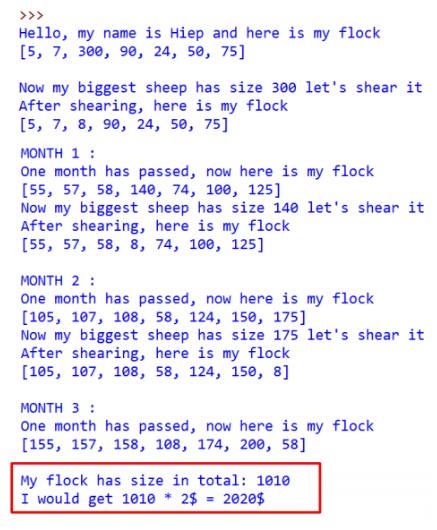 >>>
Hello, my name is Hiep and here is my flock
[5, 7, 300, 90, 24, 50, 75]
Now my biggest sheep has size 300 let's shear it
After shearing, here is my flock
[5, 7, 8, 90, 24, 50, 75]
MONTH 1 :
One month has passed, now here is my flock
[55, 57, 58, 140, 74, 100, 125]
Now my biggest sheep has size 140 let's shear it
After shearing, here is my flock
[55, 57, 58, 8, 74, 100, 125]
MONTH 2 :
One month has passed, now here is my flock
[105, 107, 108, 58, 124, 150, 175]
Now my biggest sheep has size 175 let's shear it
After shearing, here is my flock
[105, 107, 108, 58, 124, 150, 8]
MONTH 3 :
One month has passed, now here is my flock
[155, 157, 158, 108, 174, 200, 58]
My flock has size in total: 1010
I would get 1010 * 2$ = 2020$